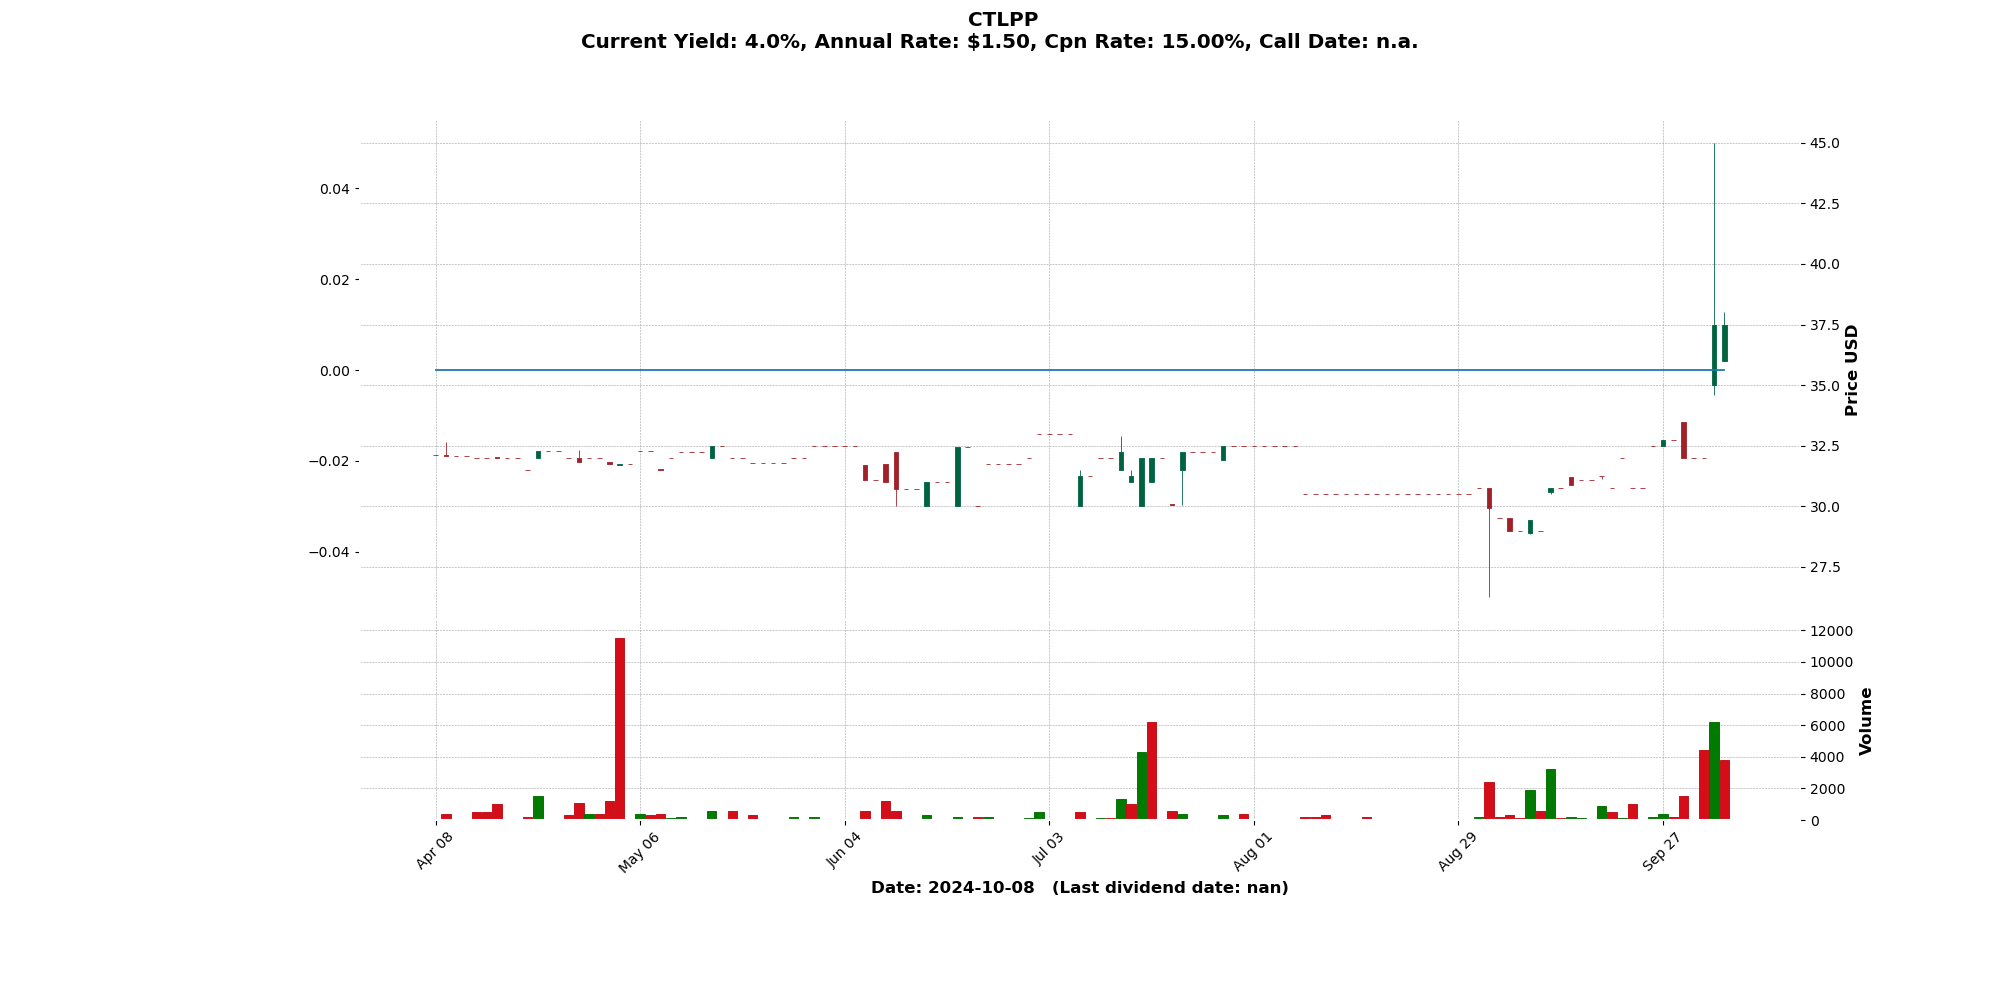 CTLPP
Current Yield: 4.0%, Annual Rate: $1.50, Cpn Rate: 15.00%, Call Date: n.a.
0.04
0.02
0.00
−0.02
−0.04
45.0
42.5
40.0
37.5
35.0
32.5
30.0
27.5
Price USD
12000
10000
8000
6000
4000
2000
0
Volume
Apr 08
May 06
Jun 04
Jul 03
Aug 01
Aug 29
Sep 27
Date: 2024-10-08 (Last dividend date: nan)